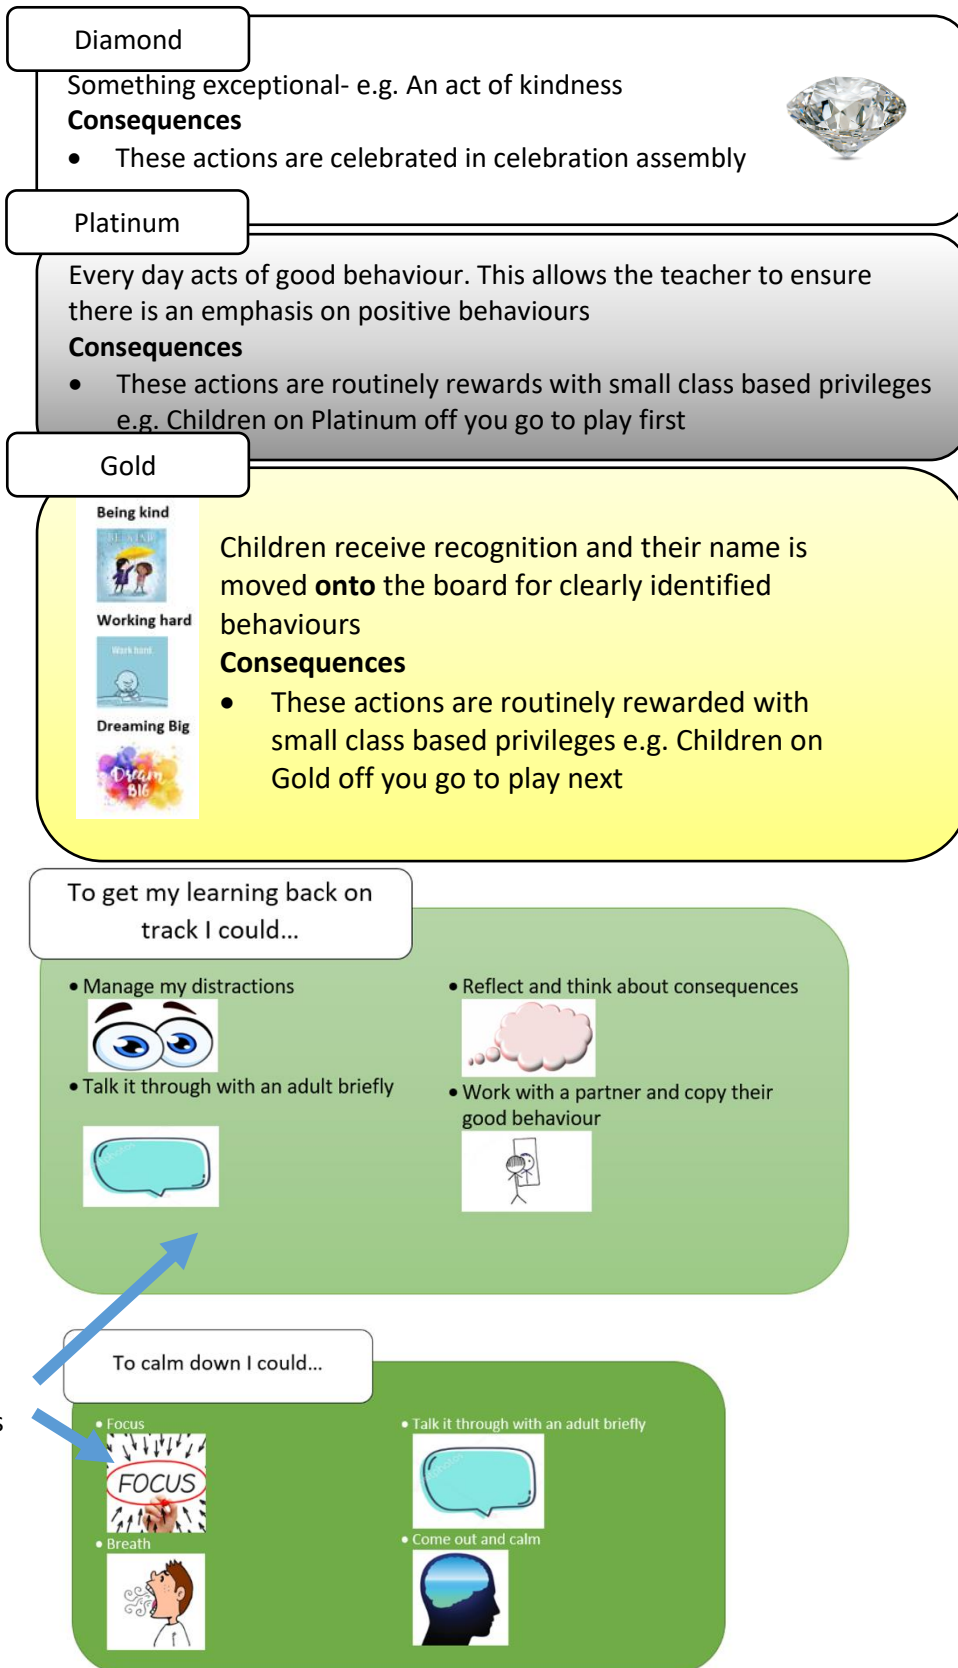 Diamond
Something exceptional- e.g. An act of kindness
Consequences
• These actions are celebrated in celebration assembly
Platinum
Every day acts of good behaviour. This allows the teacher to ensure
there is an emphasis on positive behaviours
Consequences
• These actions are routinely rewards with small class based privileges
e.g. Children on Platinum off you go to play first
Gold
Being kind
BE KIND
Working hard
Work hard
Dreaming Big
Dream
BIG
Children receive recognition and their name is
moved onto the board for clearly identified
behaviours
Consequences
• These actions are routinely rewarded with
small class based privileges e.g. Children on
Gold off you go to play next
To get my learning back on
track I could...
• Manage my distractions
• Talk it through with an adult briefly
• Reflect and think about consequences
• Work with a partner and copy their
good behaviour
To calm down I could...
s
• Focus
FOCUS
• Breath
• Talk it through with an adult briefly
• Come out and calm